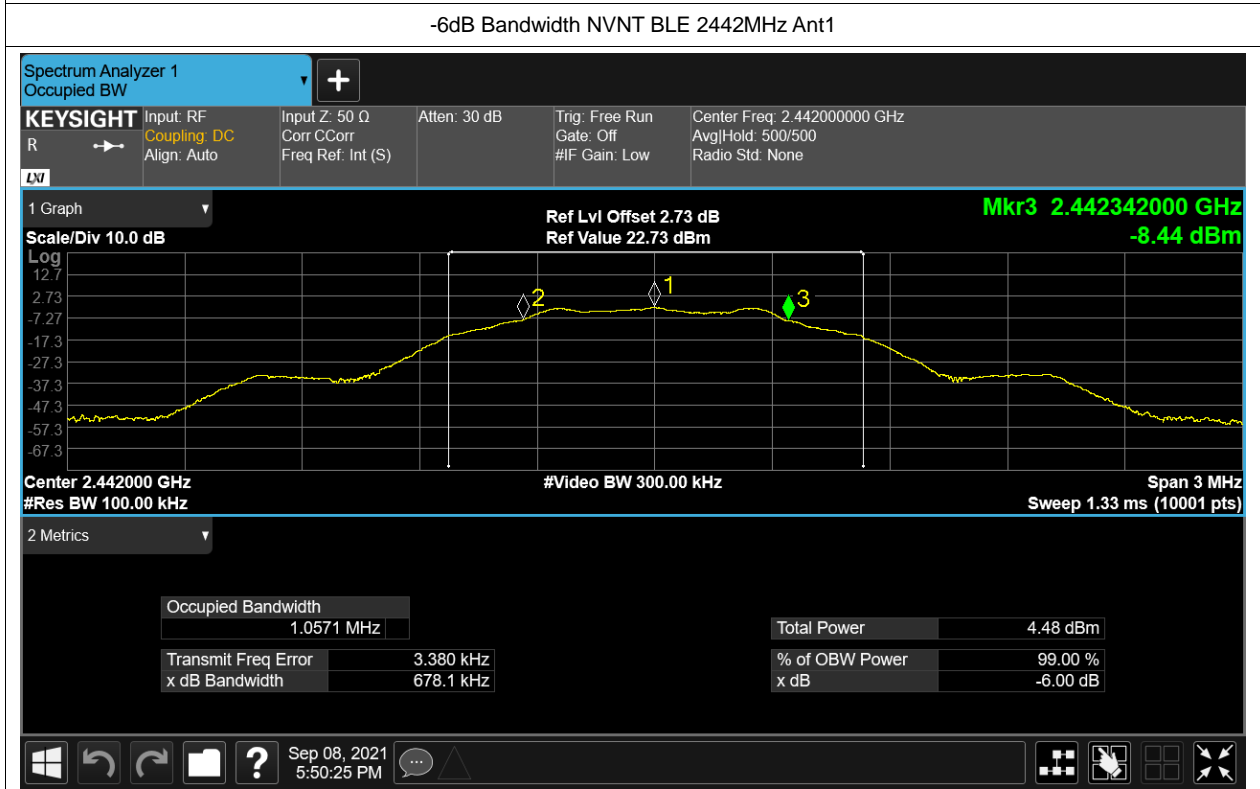 -6dB Bandwidth NVNT BLE 2442MHz Ant1
Spectrum Analyzer 1
Occupied BW
KEYSIGHT
R
LXI
Input: RF
Coupling: DC
Align: Auto
Input Z: 50 Ω
Corr CCorr
Freq Ref: Int (S)
Atten: 30 dB
Trig: Free Run
Gate: Off
#IF Gain: Low
Center Freq: 2.442000000 GHz
Avg|Hold: 500/500
Radio Std: None
1 Graph
Scale/Div 10.0 dB
Ref Lvl Offset 2.73 dB
Ref Value 22.73 dBm
Mkr3 2.442342000 GHz
-8.44 dBm
Log
12.7
2.73
-7.27
-17.3
-27.3
-37.3
-47.3
-57.3
-67.3
2
1
3
Center 2.442000 GHz
#Res BW 100.00 kHz
#Video BW 300.00 kHz
Span 3 MHz
Sweep 1.33 ms (10001 pts)
2 Metrics
Occupied Bandwidth
1.0571 MHz
Transmit Freq Error 3.380 kHz
x dB Bandwidth 678.1 kHz
Total Power 4.48 dBm
% of OBW Power 99.00 %
x dB -6.00 dB
?
Sep 08, 2021
5:50:25 PM